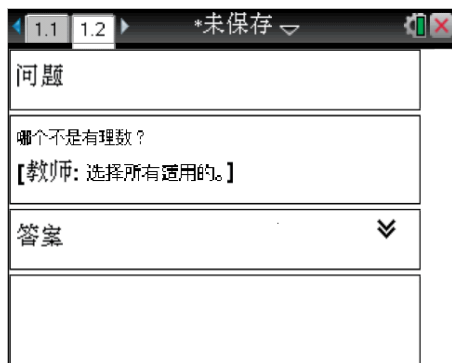 1.1 1.2 *未保存
问题
哪个不是有理数？
[教师: 选择所有适用的。]
答案